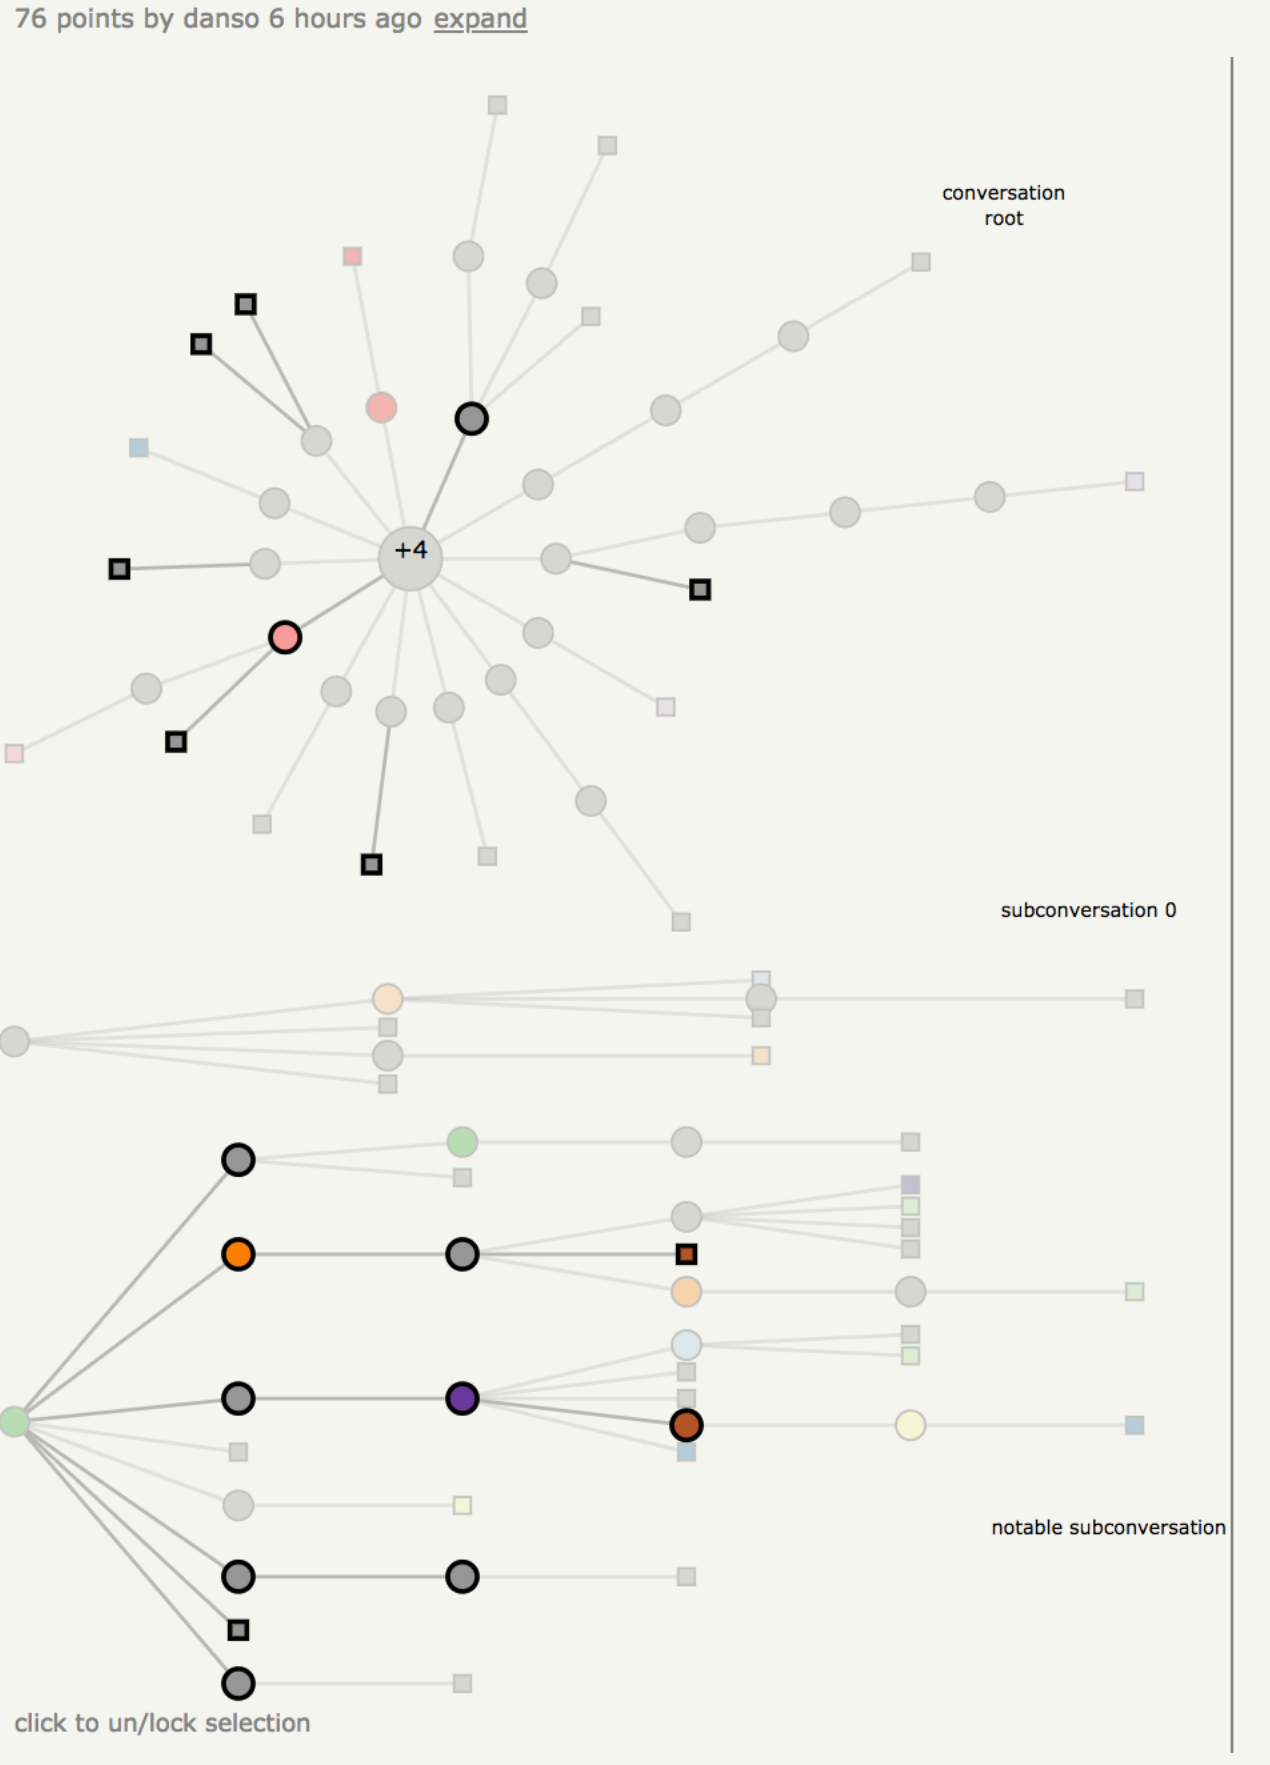 76 points by danso 6 hours ago expand
conversation
root
+4
subconversation 0
notable subconversation
click to un/lock selection